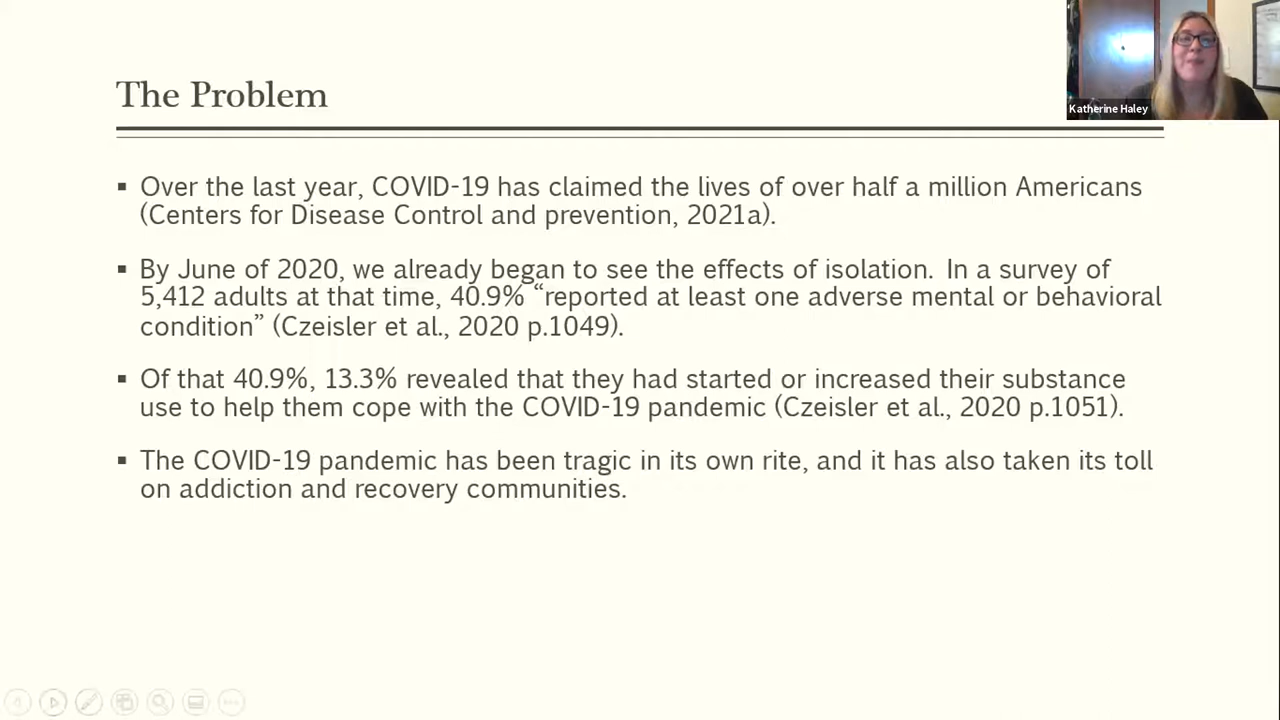 The Problem
Katherine Haley
▪ Over the last year, COVID-19 has claimed the lives of over half a million Americans
(Centers for Disease Control and prevention, 2021a).
▪ By June of 2020, we already began to see the effects of isolation. In a survey of
5,412 adults at that time, 40.9% “reported at least one adverse mental or behavioral
condition” (Czeisler et al., 2020 p.1049).
▪ Of that 40.9%, 13.3% revealed that they had started or increased their substance
use to help them cope with the COVID-19 pandemic (Czeisler et al., 2020 p.1051).
▪ The COVID-19 pandemic has been tragic in its own rite, and it has also taken its toll
on addiction and recovery communities.